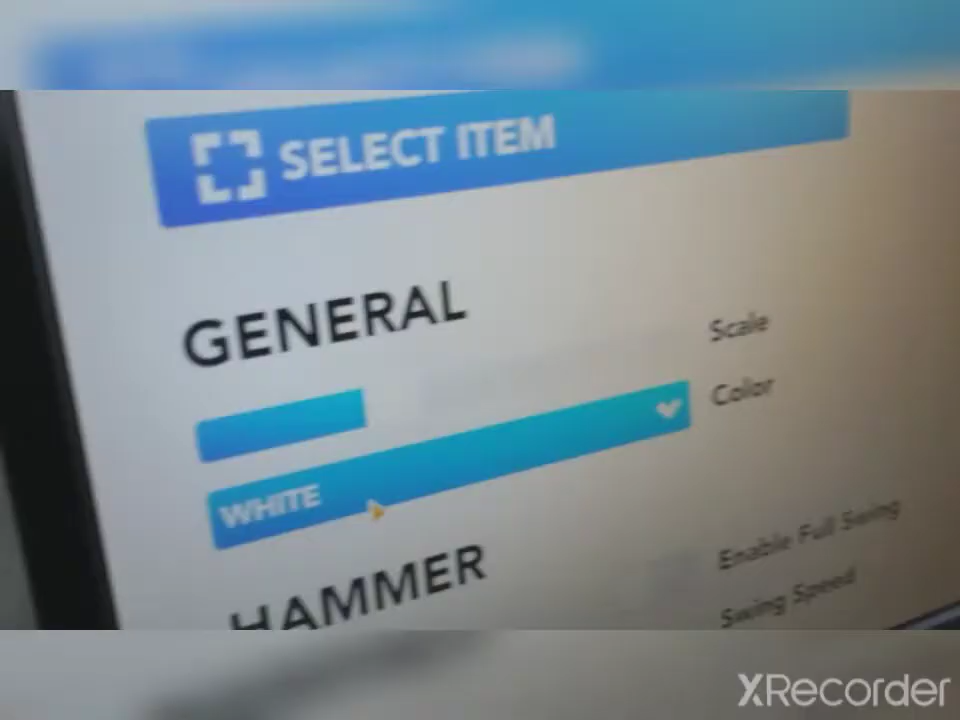 SELECT ITEM
GENERAL
Scale
WHITE
Color
HAMMER
Enable Full Swing
Swing Speed
XRecorder